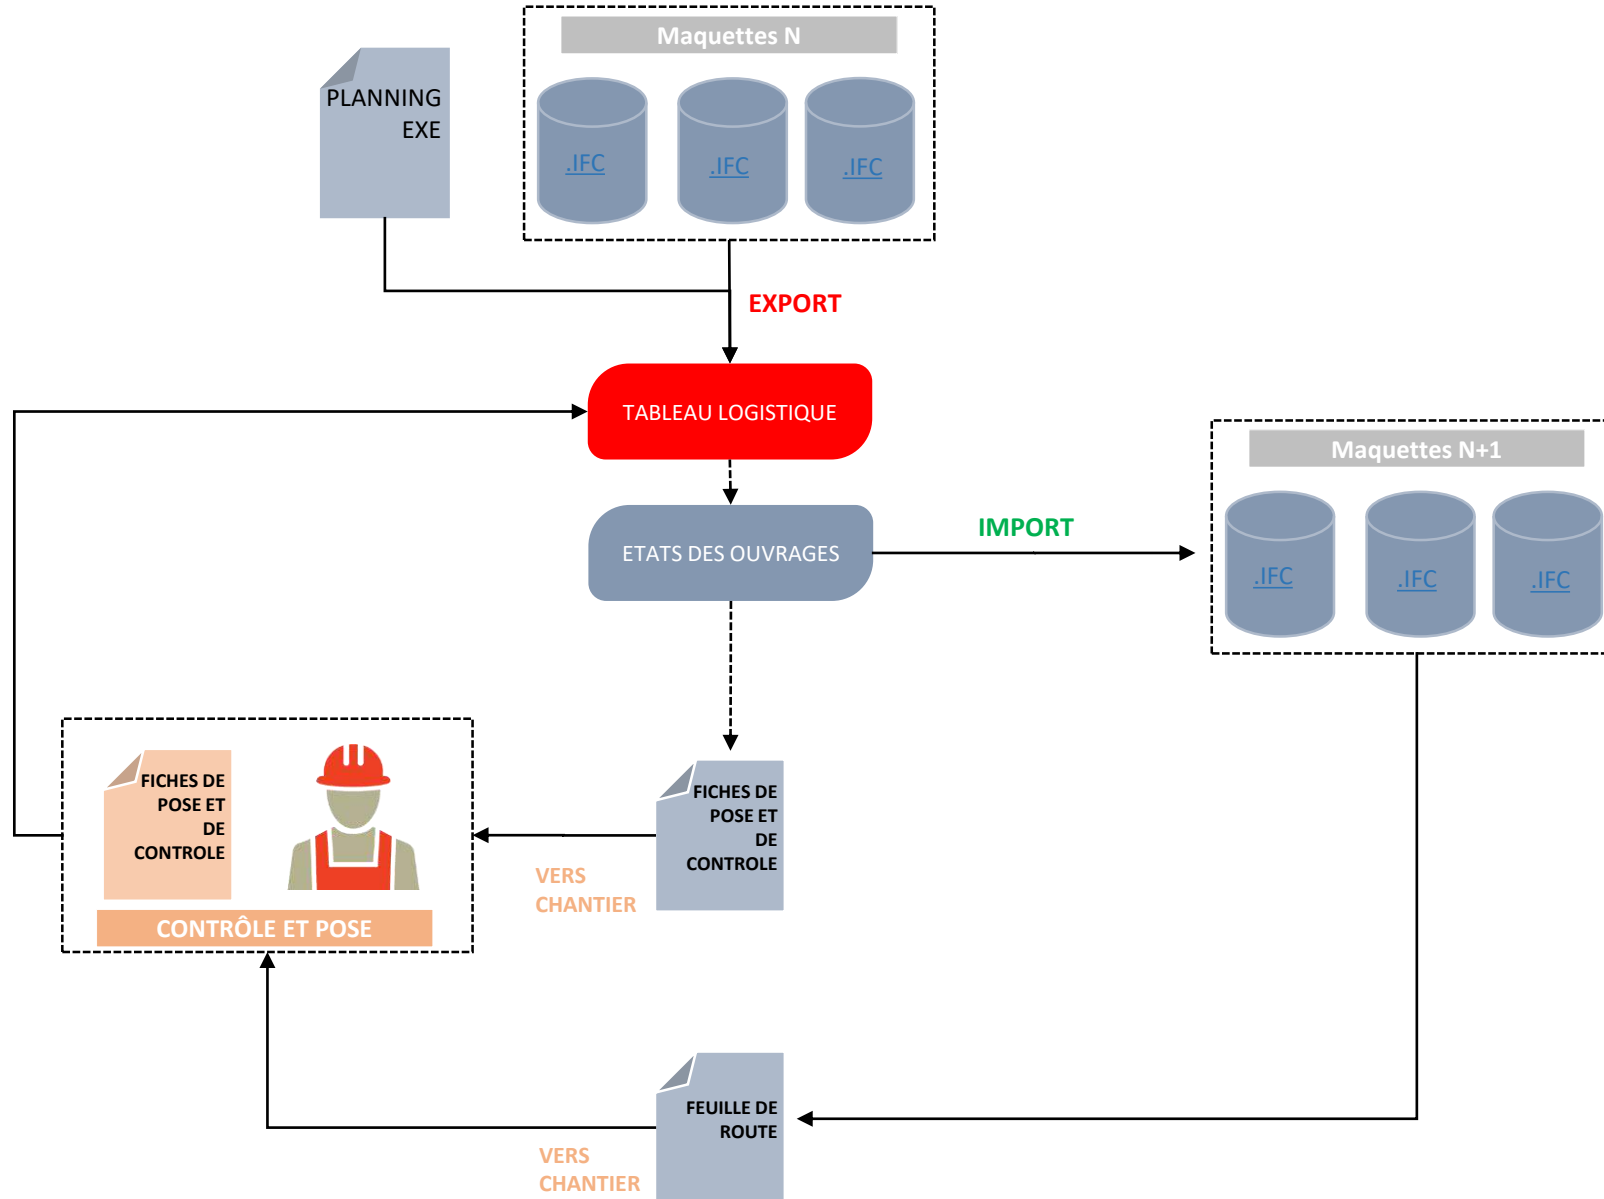 Maquettes N
PLANNING
EXE
.IFC
.IFC
.IFC
EXPORT
TABLEAU LOGISTIQUE
ETATS DES OUVRAGES
IMPORT
Maquettes N+1
.IFC
.IFC
.IFC
FICHES DE
POSE ET
DE
CONTROLE
CONTRÔLE ET POSE
FICHES DE
POSE ET
DE
CONTROLE
VERS
CHANTIER
FEUILLE DE
ROUTE
VERS
CHANTIER